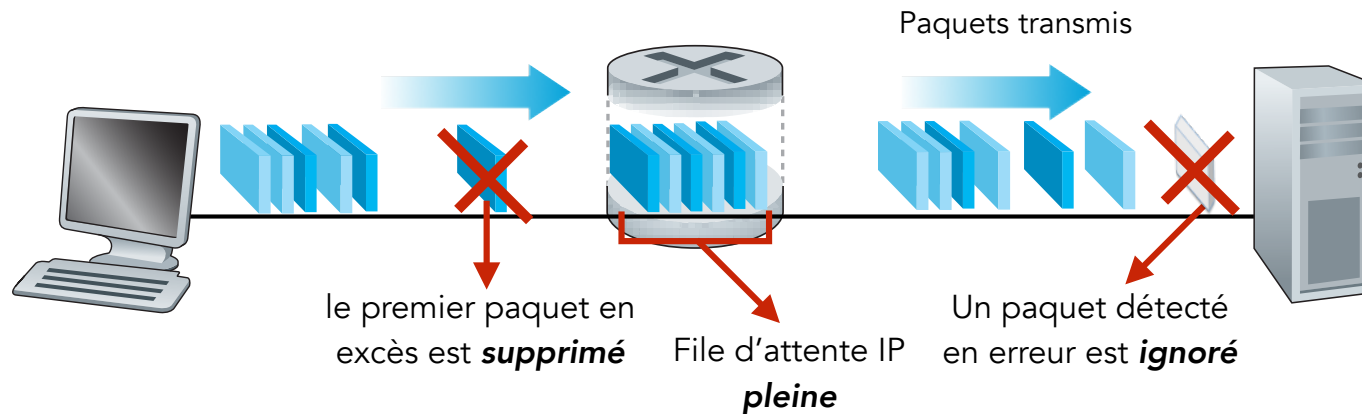 Paquets transmis
le premier paquet en
excès est supprimé
File d'attente IP
pleine
Un paquet détecté
en erreur est ignoré